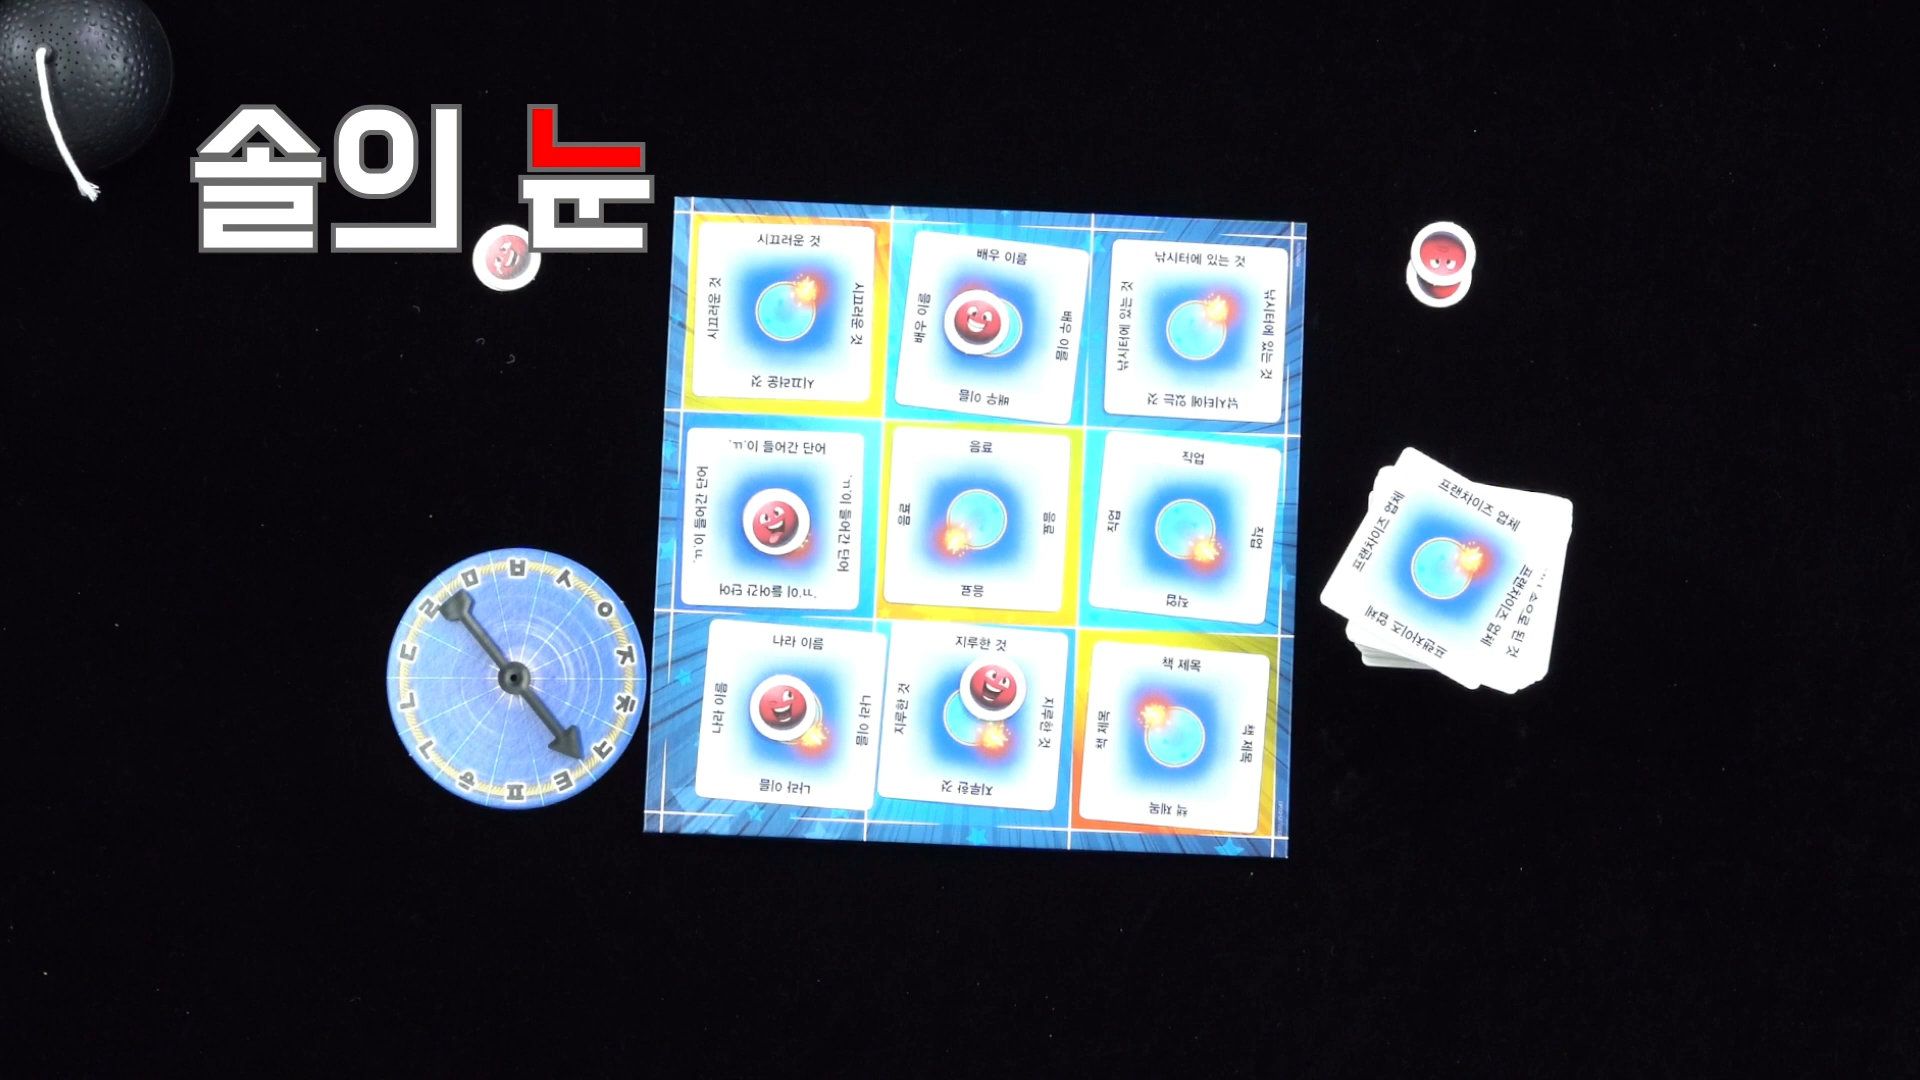 솔의 눈
시끄러운 것
시끄러운 것
시끄러운 것
시끄러운 것
배우 이름
배우 이름
배우 이름
배우 이름
낚시터에 있는 것
낚시터에 있는 것
낚시터에 있는 것
낚시터에 있는 것
'ㄲ'이 들어간 단어
'ㄲ'이 들어간 단어
'ㄲ'이 들어간 단어
'ㄲ'이 들어간 단어
음료
음료
음료
음료
직업
직업
직업
직업
나라 이름
나라 이름
나라 이름
나라 이름
지루한 것
지루한 것
지루한 것
지루한 것
책 제목
책 제목
책 제목
책 제목
프랜차이즈 업체
프랜차이즈 업체
프랜차이즈 업체
프랜차이즈 업체
ㄱ
ㄴ
ㄷ
ㄹ
ㅁ
ㅂ
ㅅ
ㅇ
ㅈ
ㅊ
ㅋ
ㅌ
ㅍ
ㅎ